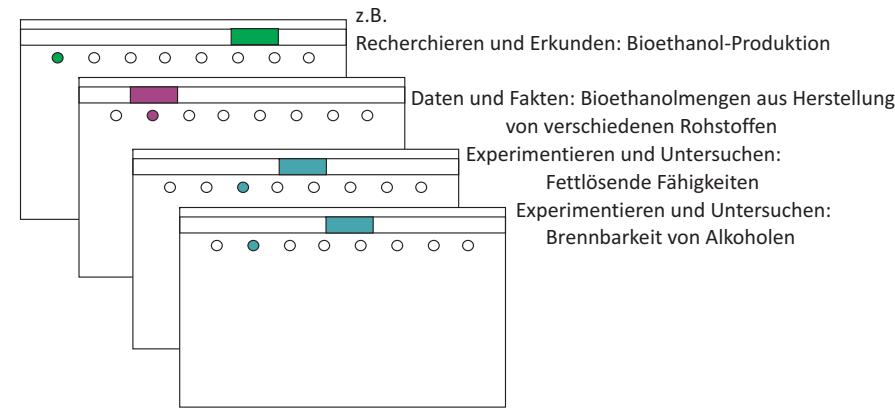 z.B.
Recherchieren und Erkunden: Bioethanol-Produktion
Daten und Fakten: Bioethanolmengen aus Herstellung
von verschiedenen Rohstoffen
Experimentieren und Untersuchen:
Fettlösende Fähigkeiten
Experimentieren und Untersuchen:
Brennbarkeit von Alkoholen